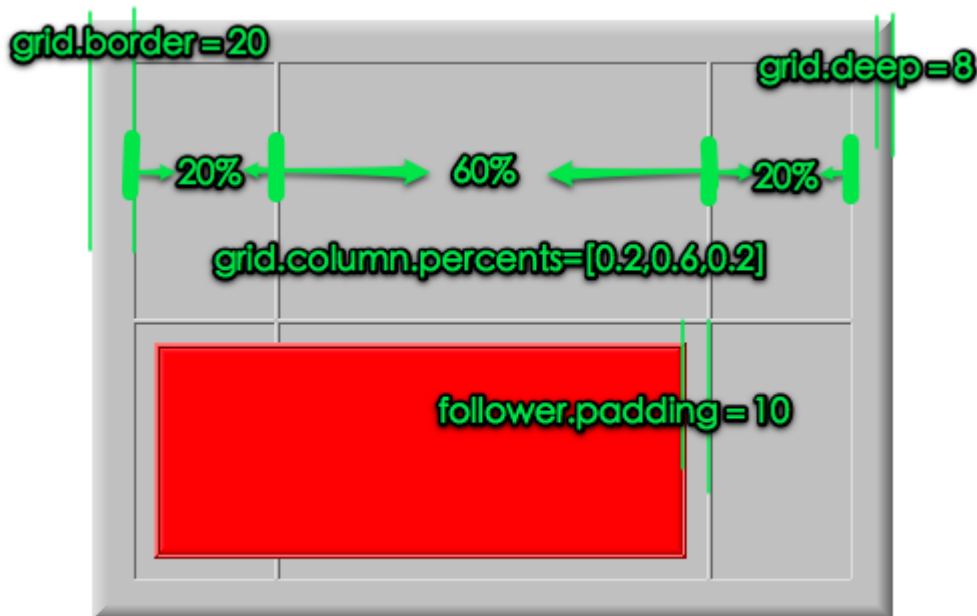 grid.border = 20
grid.deep = 8
20%
60%
20%
grid.column.percents=[0.2,0.6,0.2]
follower.padding = 10